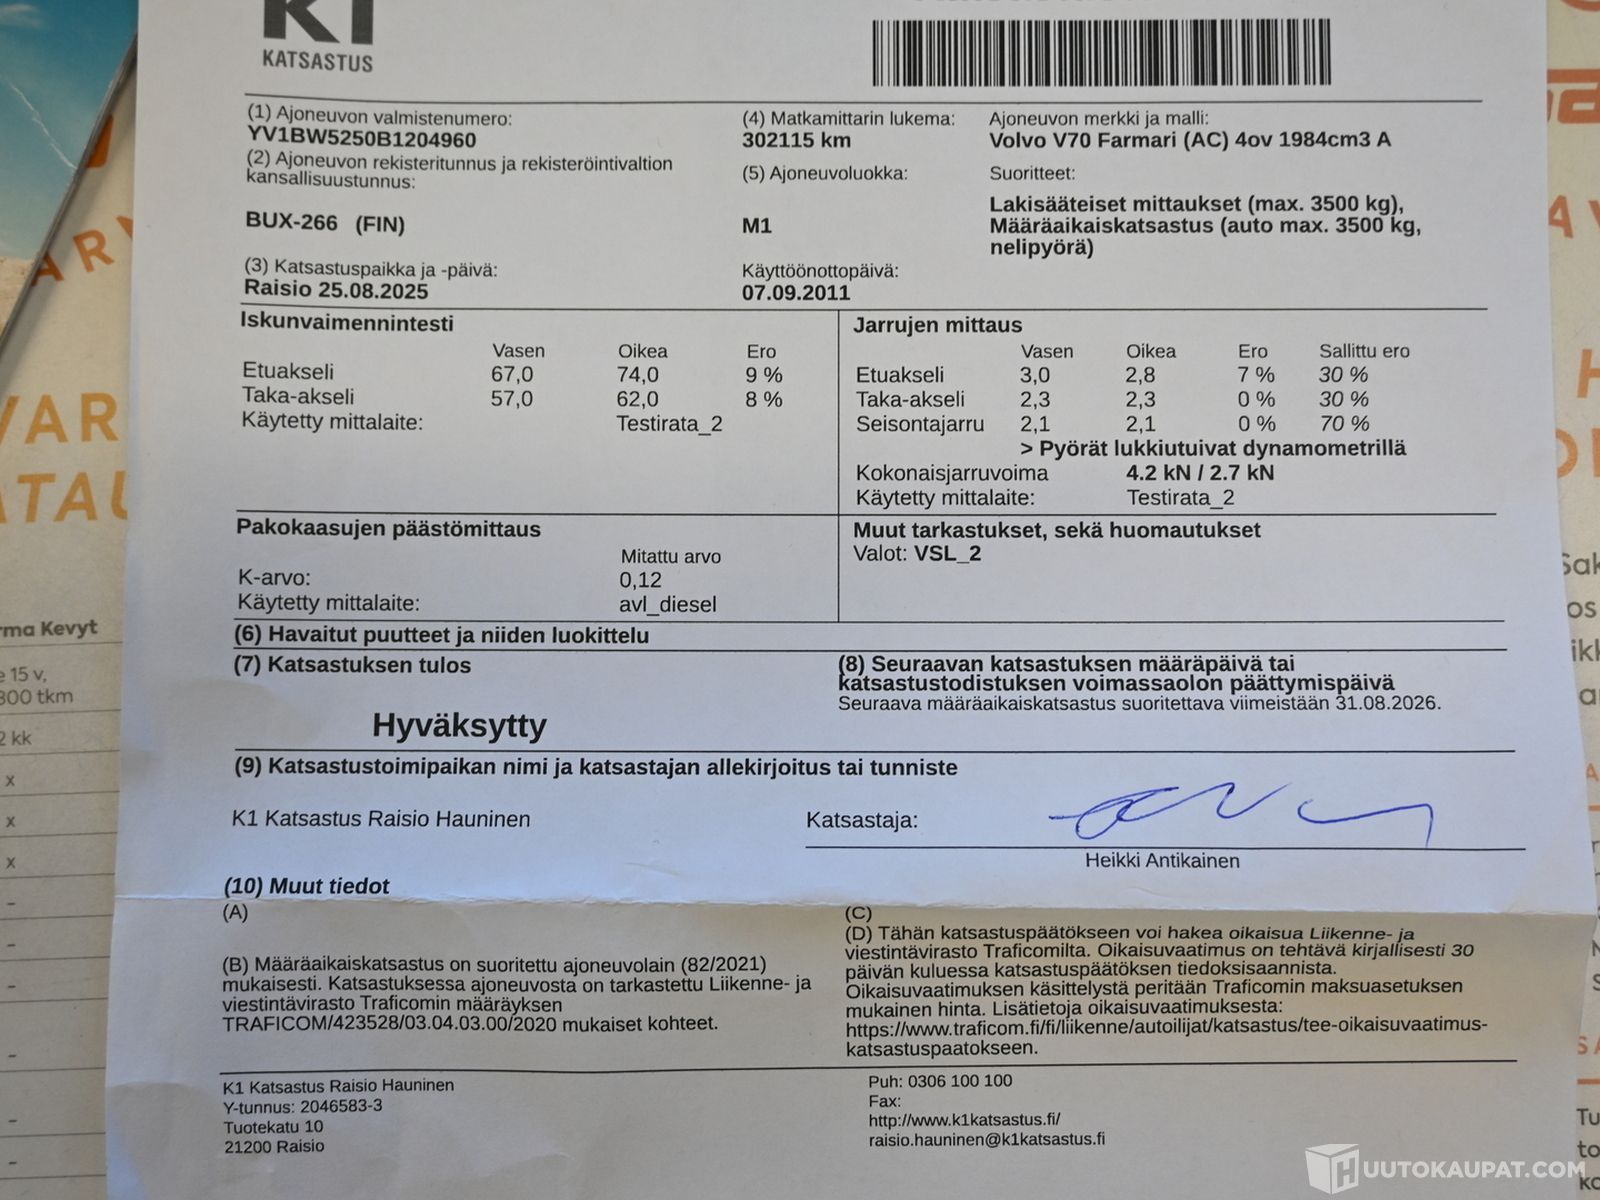 K1
KATSASTUS
(1) Ajoneuvon valmistenumero:
YV1BW5250B1204960
(4) Matkamittarin lukema:
302115 km
Ajoneuvon merkki ja malli:
Volvo V70 Farmari (AC) 4ov 1984cm3 A
(2) Ajoneuvon rekisteritunnus ja rekisteröintivaltion
kansallisuustunnus:
BUX-266 (FIN)
(5) Ajoneuvoluokka:
M1
Suoritteet:
Lakisääteiset mittaukset (max. 3500 kg),
Määräaikaiskatsastus (auto max. 3500 kg,
nelipyörä)
(3) Katsastuspaikka ja -päivä:
Raisio 25.08.2025
Käyttöönottopäivä:
07.09.2011
Iskunvaimennintesti
Vasen Oikea Ero
Etuakseli 67,0 74,0 9 %
Taka-akseli 57,0 62,0 8 %
Käytetty mittalaite: Testirata_2
Jarrujen mittaus
Vasen Oikea Ero Sallittu ero
Etuakseli 3,0 2,8 7 % 30 %
Taka-akseli 2,3 2,3 0 % 30 %
Seisontajarru 2,1 2,1 0 % 70 %
> Pyörät lukkiutuivat dynamometrillä
Kokonaisjarruvoima 4.2 kN / 2.7 kN
Käytetty mittalaite: Testirata_2
Pakokaasujen päästömittaus
Mitattu arvo
K-arvo: 0,12
Käytetty mittalaite: avl_diesel
Muut tarkastukset, sekä huomautukset
Valot: VSL_2
(6) Havaitut puutteet ja niiden luokittelu
(7) Katsastuksen tulos
Hyväksytty
(8) Seuraavan katsastuksen määräpäivä tai
katsastustodistuksen voimassaolon päättymispäivä
Seuraava määräaikaiskatsastus suoritettava viimeistään 31.08.2026.
(9) Katsastustoimipaikan nimi ja katsastajan allekirjoitus tai tunniste
K1 Katsastus Raisio Hauninen
Katsastaja:
Heikki Antikainen
(10) Muut tiedot
(A)
(B) Määräaikaiskatsastus on suoritettu ajoneuvolain (82/2021)
mukaisesti. Katsastuksessa ajoneuvosta on tarkastettu Liikenne- ja
viestintävirasto Traficomin määräyksen
TRAFICOM/423528/03.04.03.00/2020 mukaiset kohteet.
(C)
(D) Tähän katsastuspäätökseen voi hakea oikaisua Liikenne- ja
viestintävirasto Traficomilta. Oikaisuvaatimus on tehtävä kirjallisesti 30
päivän kuluessa katsastuspäätöksen tiedoksisaannista.
Oikaisuvaatimuksen käsittelystä peritään Traficomin maksuasetuksen
mukainen hinta. Lisätietoja oikaisuvaatimuksesta:
https://www.traficom.fi/fi/liikenne/autoilijat/katsastus/tee-oikaisuvaatimus-
katsastuspaatokseen.
K1 Katsastus Raisio Hauninen
Y-tunnus: 2046583-3
Tuotekatu 10
21200 Raisio
Puh: 0306 100 100
Fax:
http://www.k1katsastus.fi/
raisio.hauninen@k1katsastus.fi
rma Kevyt
e 15 v,
300 tkm
2 kk
x
x
x
HUUTOKAUPAT.COM